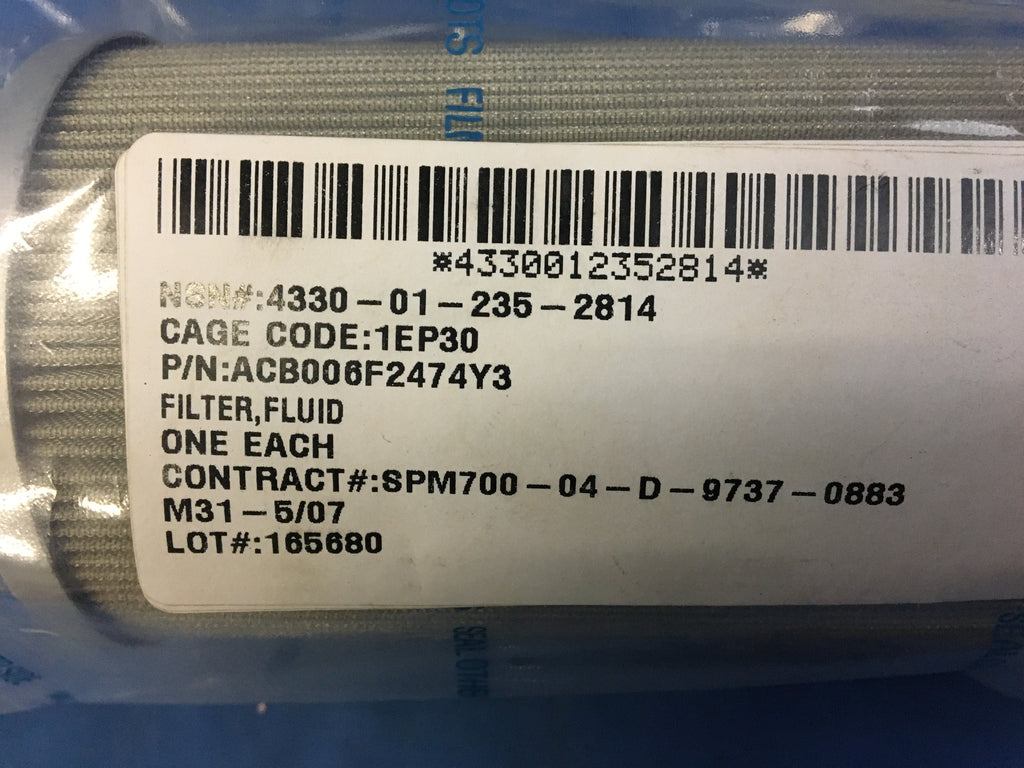 *4330012352814*
NSN#:4330-01-235-2814
CAGE CODE:1EP30
P/N:ACB006F2474Y3
FILTER,FLUID
ONE EACH
CONTRACT#:SPM700-04-D-9737-0883
M31-5/07
LOT#:165680